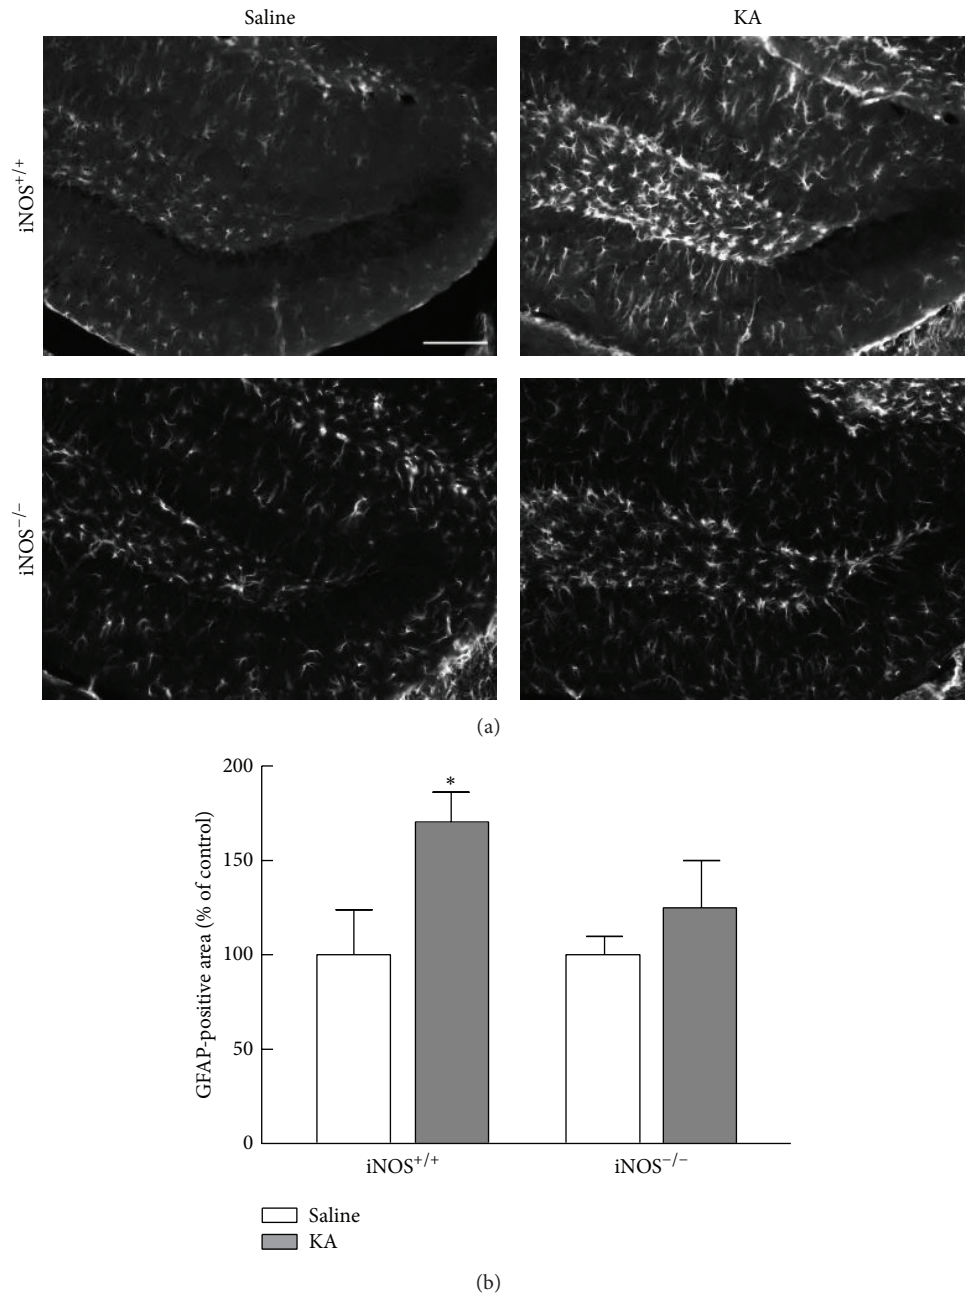 Saline
KA
iNOS+/+
iNOS−/−
(a)
200
150
100
50
0
GFAP-positive area (% of control)
*
iNOS+/+
iNOS−/−
Saline
KA
(b)